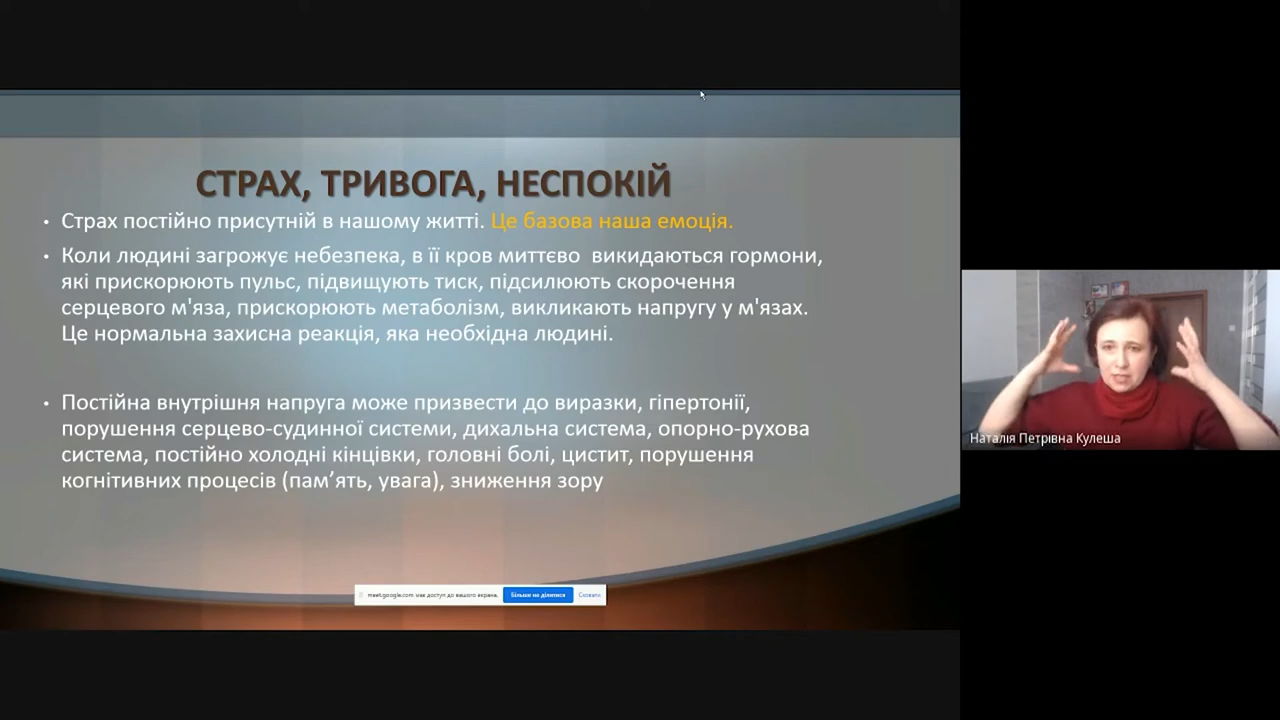 СТРАХ, ТРИВОГА, НЕСПОКІЙ
• Страх постійно присутній в нашому житті. Це базова наша емоція.
• Коли людині загрожує небезпека, в її кров миттєво викидаються гормони,
які прискорюють пульс, підвищують тиск, підсилюють скорочення
серцевого м'яза, прискорюють метаболізм, викликають напругу у м'язах.
Це нормальна захисна реакція, яка необхідна людині.
• Постійна внутрішня напруга може призвести до виразки, гіпертонії,
порушення серцево-судинної системи, дихальна система, опорно-рухова
система, постійно холодні кінцівки, головні болі, цистит, порушення
когнітивних процесів (пам’ять, увага), зниження зору
meet.google.com має доступ до вашого екрана. Більше не ділитися Сховати
Наталія Петрівна Кулеша